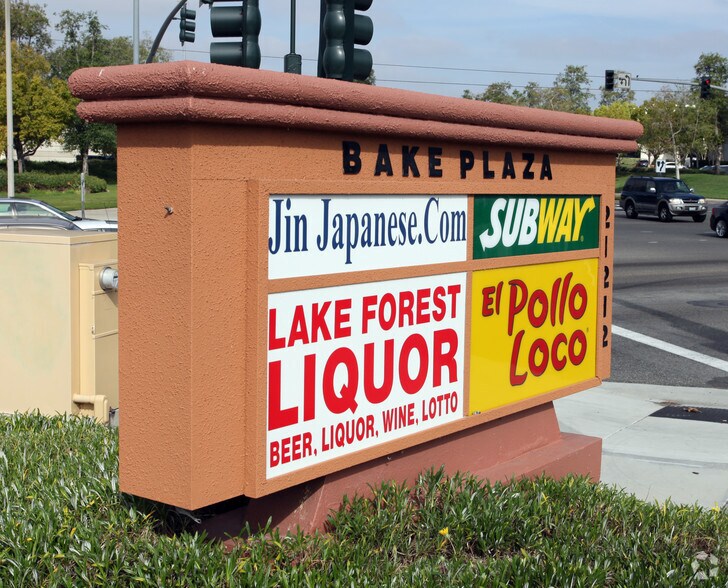 BAKE PLAZA
Jin Japanese.Com
SUBWAY
LAKE FOREST
LIQUOR
BEER, LIQUOR, WINE, LOTTO
El Pollo
Loco
21212